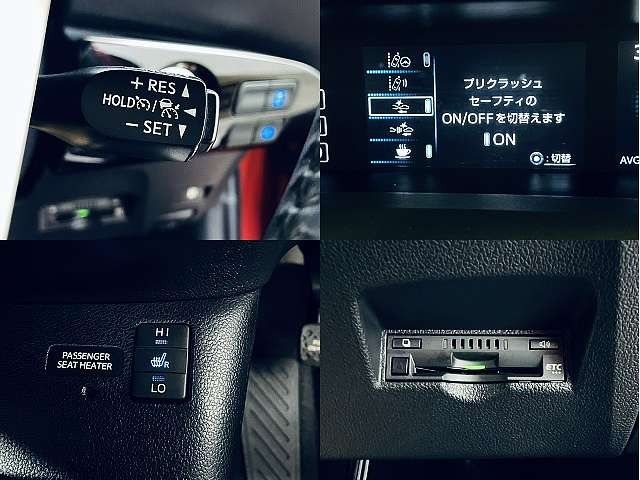 + RES ▲
HOLD / ◀
− SET ▼
プリクラッシュ
セーフティの
ON/OFFを切替えます
ON
:切替
AVG
PASSENGER
SEAT HEATER
HI
R
LO
ETC